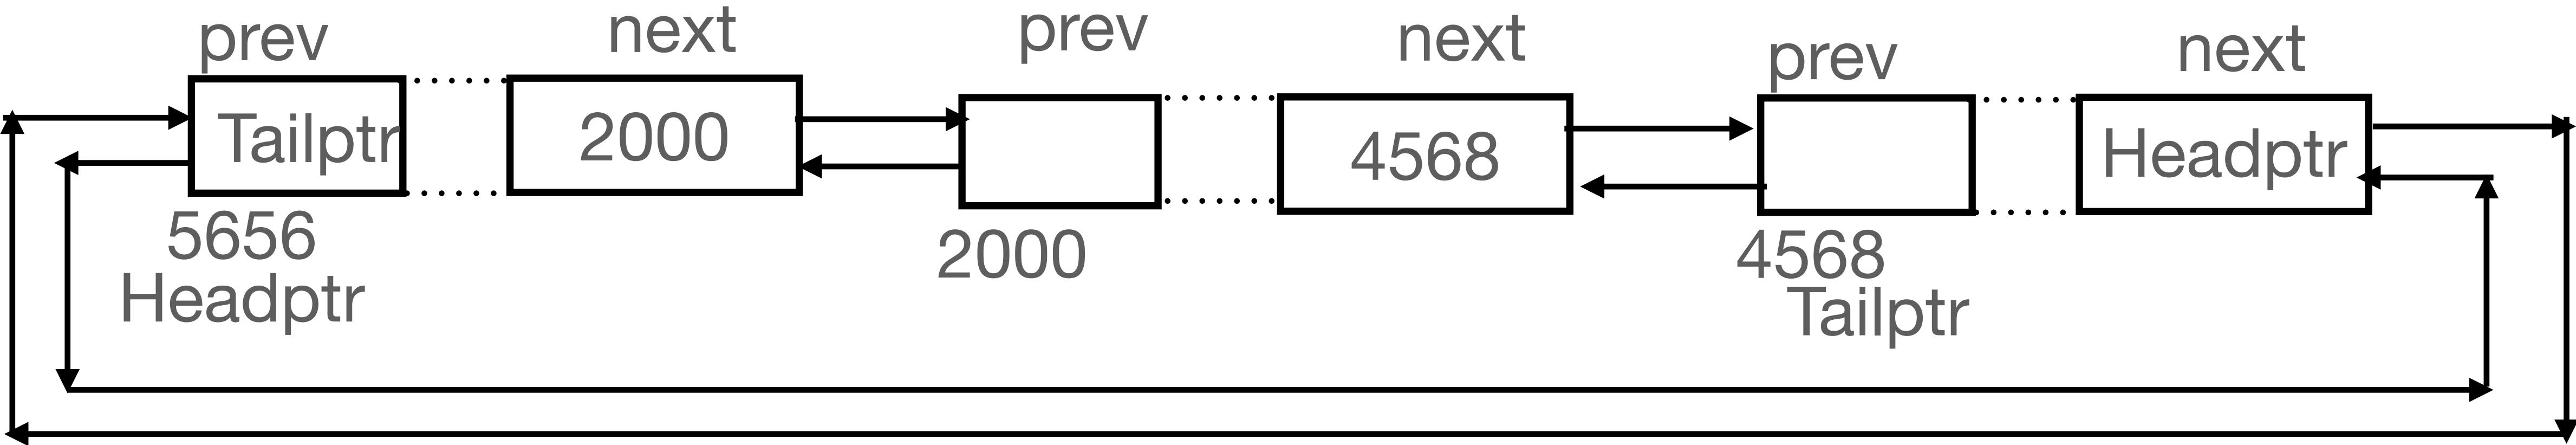 prev next prev next prev next
Tailptr 2000 4568 Headptr
5656 2000 4568
Headptr Tailptr